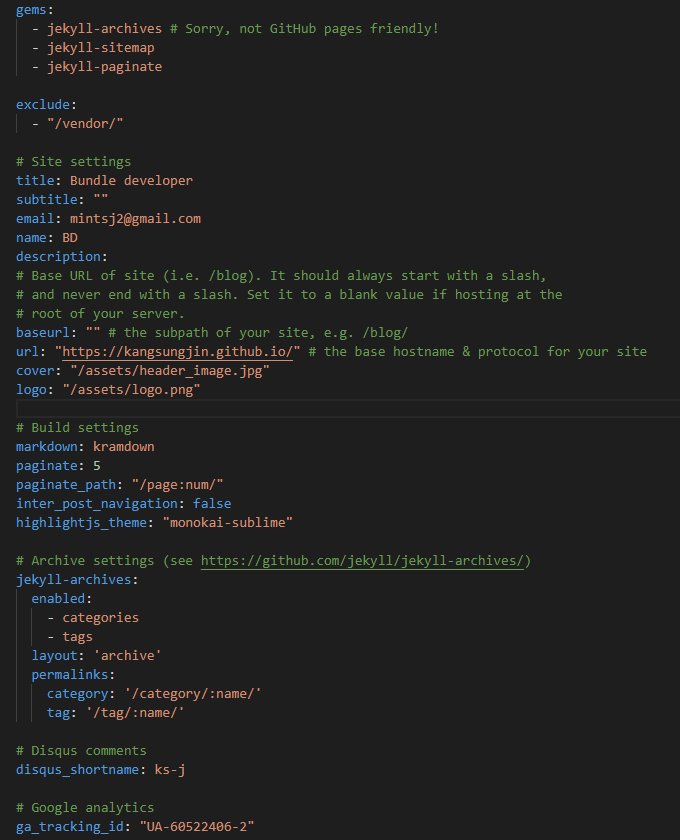 gems:
  - jekyll-archives # Sorry, not GitHub pages friendly!
  - jekyll-sitemap
  - jekyll-paginate

exclude:
  - "/vendor/"

# Site settings
title: Bundle developer
subtitle: ""
email: mintsj2@gmail.com
name: BD
description:
# Base URL of site (i.e. /blog). It should always start with a slash,
# and never end with a slash. Set it to a blank value if hosting at the
# root of your server.
baseurl: "" # the subpath of your site, e.g. /blog/
url: "https://kangsungjin.github.io/" # the base hostname & protocol for your site
cover: "/assets/header_image.jpg"
logo: "/assets/logo.png"

# Build settings
markdown: kramdown
paginate: 5
paginate_path: "/page:num/"
inter_post_navigation: false
highlightjs_theme: "monokai-sublime"

# Archive settings (see https://github.com/jekyll/jekyll-archives/)
jekyll-archives:
  enabled:
    - categories
    - tags
  layout: 'archive'
  permalinks:
    category: '/category/:name/'
    tag: '/tag/:name/'

# Disqus comments
disqus_shortname: ks-j

# Google analytics
ga_tracking_id: "UA-60522406-2"